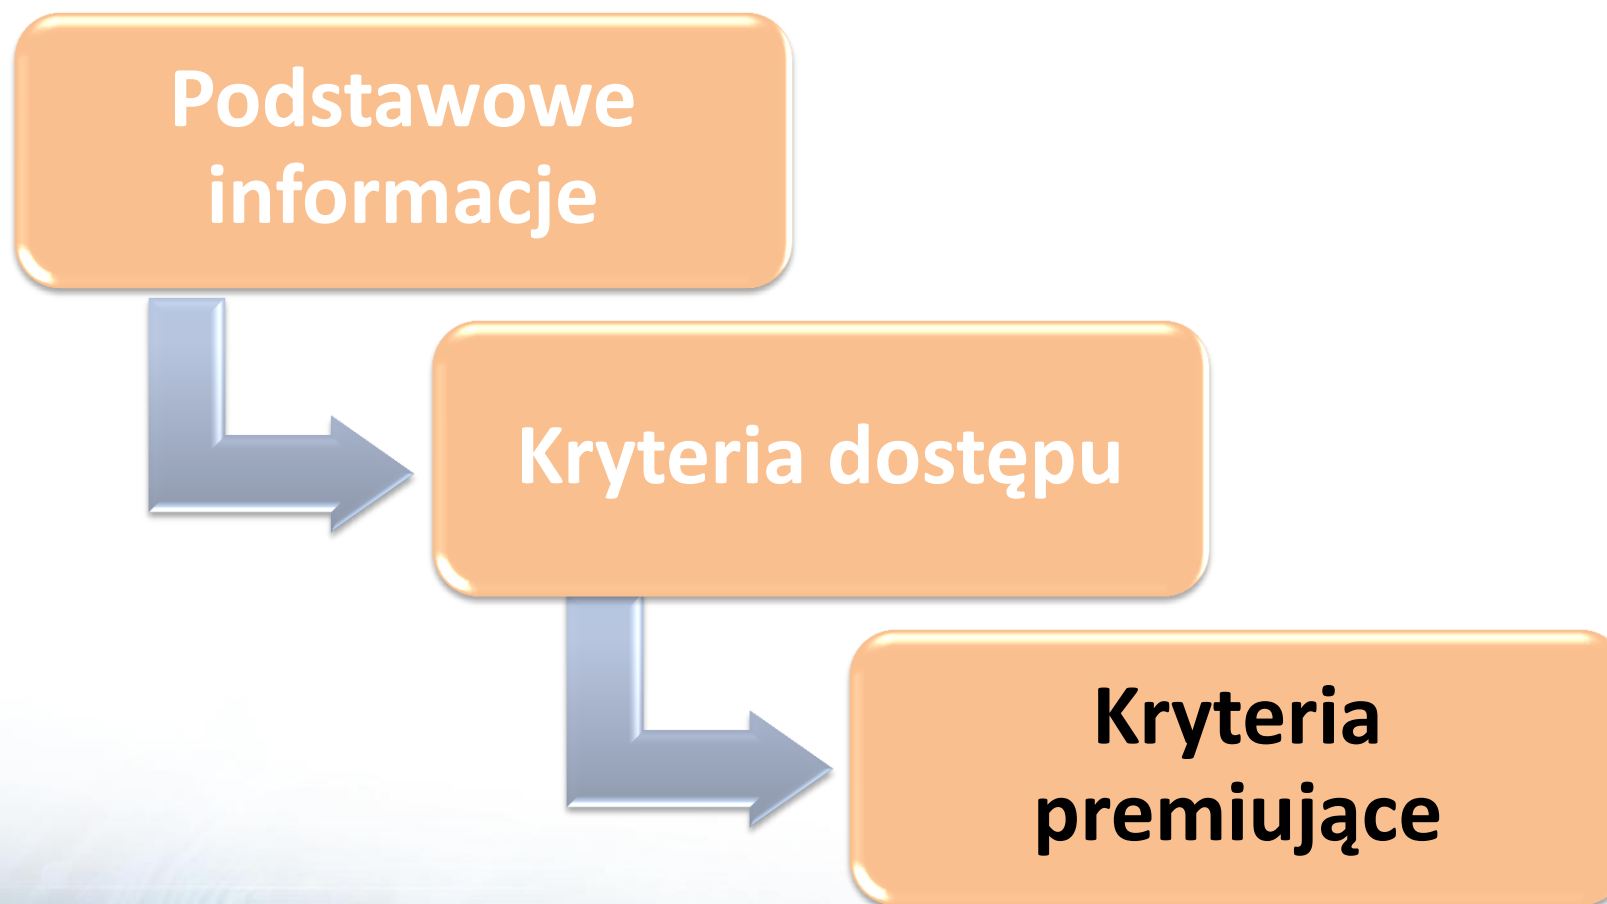 Podstawowe
informacje
Kryteria dostępu
Kryteria
premiujące